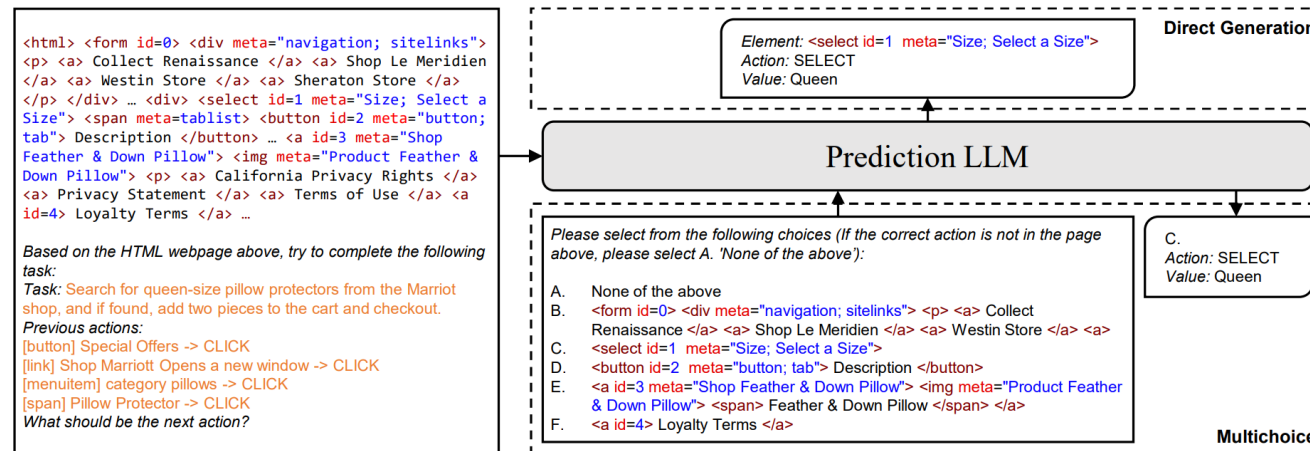 <html> <form id=0> <div meta="navigation; sitelinks">
<p> <a> Collect Renaissance </a> <a> Shop Le Meridien
</a> <a> Westin Store </a> <a> Sheraton Store </a>
</p> </div> … <div> <select id=1 meta="Size; Select a
Size"> <span meta=tablist> <button id=2 meta="button;
tab"> Description </button> … <a id=3 meta="Shop
Feather & Down Pillow"> <img meta="Product Feather &
Down Pillow"> <p> <a> California Privacy Rights </a>
<a> Privacy Statement </a> <a> Terms of Use </a> <a
id=4> Loyalty Terms </a> …
Based on the HTML webpage above, try to complete the following
task:
Task: Search for queen-size pillow protectors from the Marriot
shop, and if found, add two pieces to the cart and checkout.
Previous actions:
[button] Special Offers -> CLICK
[link] Shop Marriott Opens a new window -> CLICK
[menuitem] category pillows -> CLICK
[span] Pillow Protector -> CLICK
What should be the next action?
Direct Generation
Element: <select id=1 meta="Size; Select a Size">
Action: SELECT
Value: Queen
Prediction LLM
Please select from the following choices (If the correct action is not in the page
above, please select A. 'None of the above'):
A. None of the above
B. <form id=0> <div meta="navigation; sitelinks"> <p> <a> Collect
Renaissance </a> <a> Shop Le Meridien </a> <a> Westin Store </a> <a>
C. <select id=1 meta="Size; Select a Size">
D. <button id=2 meta="button; tab"> Description </button>
E. <a id=3 meta="Shop Feather & Down Pillow"> <img meta="Product Feather
& Down Pillow"> <span> Feather & Down Pillow </span> </a>
F. <a id=4> Loyalty Terms </a>
C.
Action: SELECT
Value: Queen
Multichoice